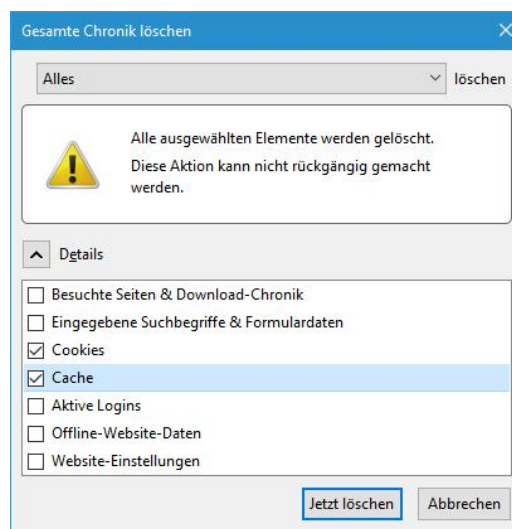 Gesamte Chronik löschen
Alles löschen
Alle ausgewählten Elemente werden gelöscht.
Diese Aktion kann nicht rückgängig gemacht
werden.
Details
Besuchte Seiten & Download-Chronik
Eingegebene Suchbegriffe & Formulardaten
Cookies
Cache
Aktive Logins
Offline-Website-Daten
Website-Einstellungen
Jetzt löschen Abbrechen